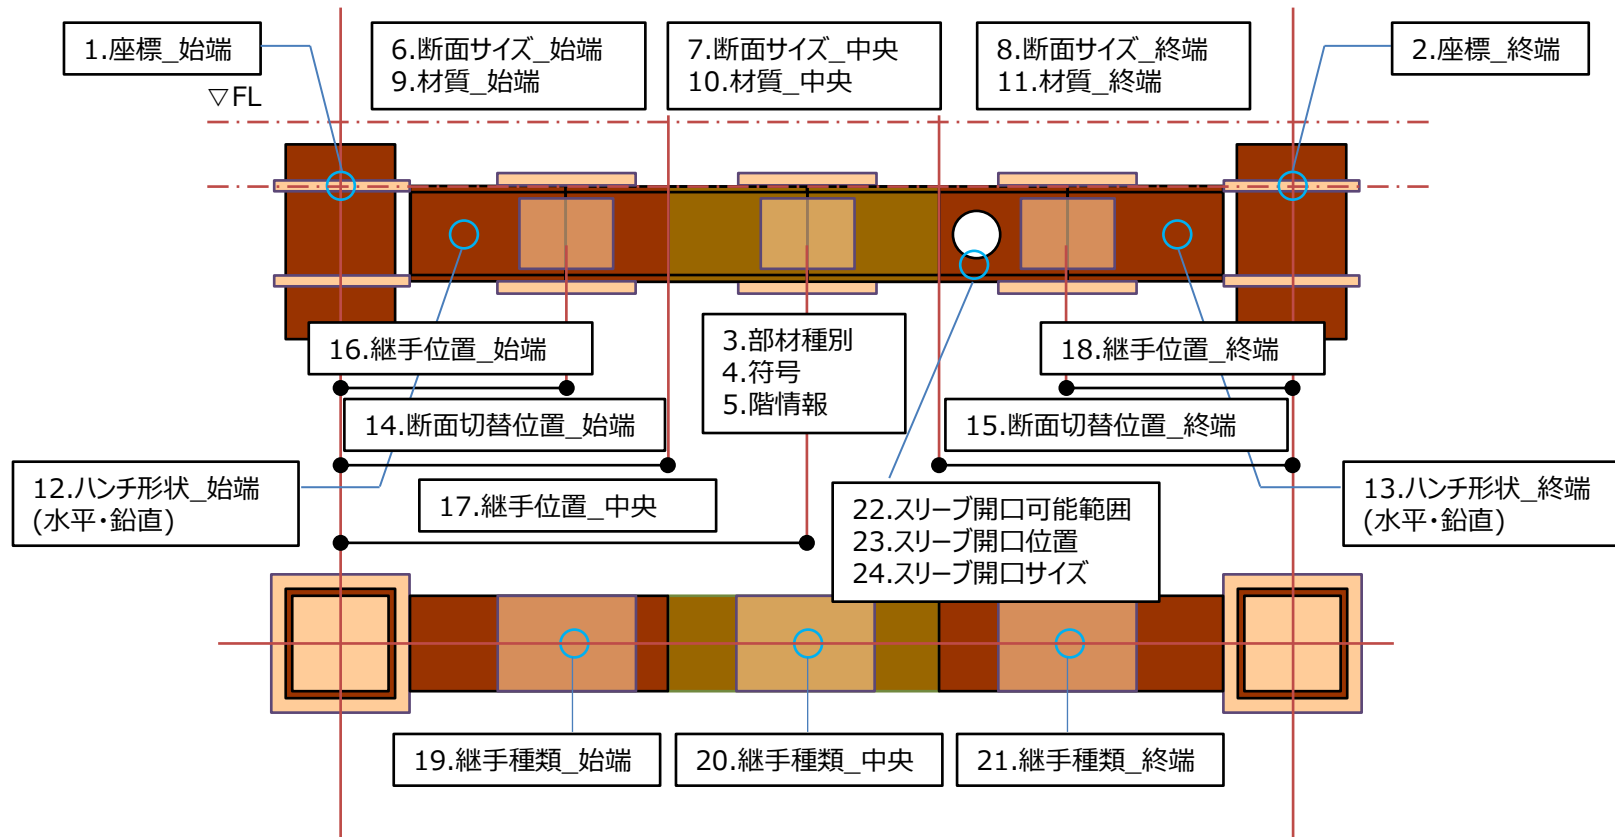 1.座標_始端
6.断面サイズ_始端
9.材質_始端
7.断面サイズ_中央
10.材質_中央
8.断面サイズ_終端
11.材質_終端
2.座標_終端
▽FL
16.継手位置_始端
3.部材種別
4.符号
5.階情報
18.継手位置_終端
14.断面切替位置_始端
15.断面切替位置_終端
12.ハンチ形状_始端
(水平・鉛直)
17.継手位置_中央
22.スリーブ開口可能範囲
23.スリーブ開口位置
24.スリーブ開口サイズ
13.ハンチ形状_終端
(水平・鉛直)
19.継手種類_始端
20.継手種類_中央
21.継手種類_終端